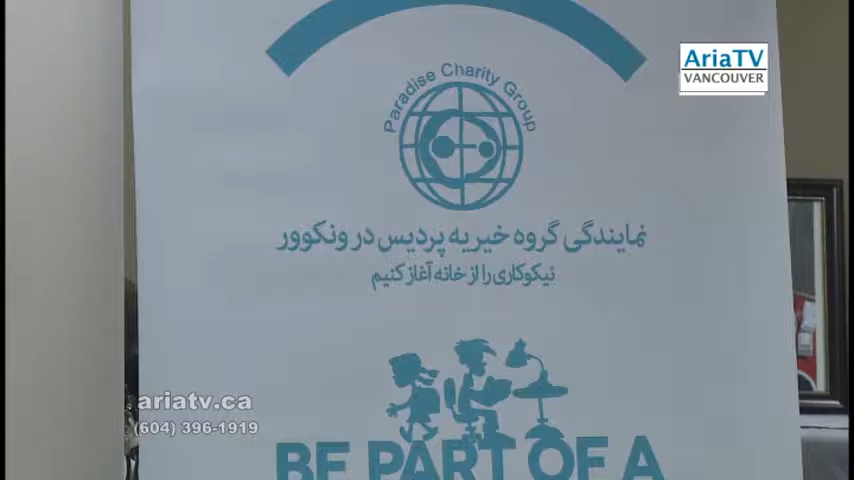 AriaTV
VANCOUVER
Paradise Charity Group
نمایندگی گروه خیریه پردیس در ونکوور
نیکوکاری را از خانه آغاز کنیم
ariatv.ca
(604) 396-1919
BE PART OF A